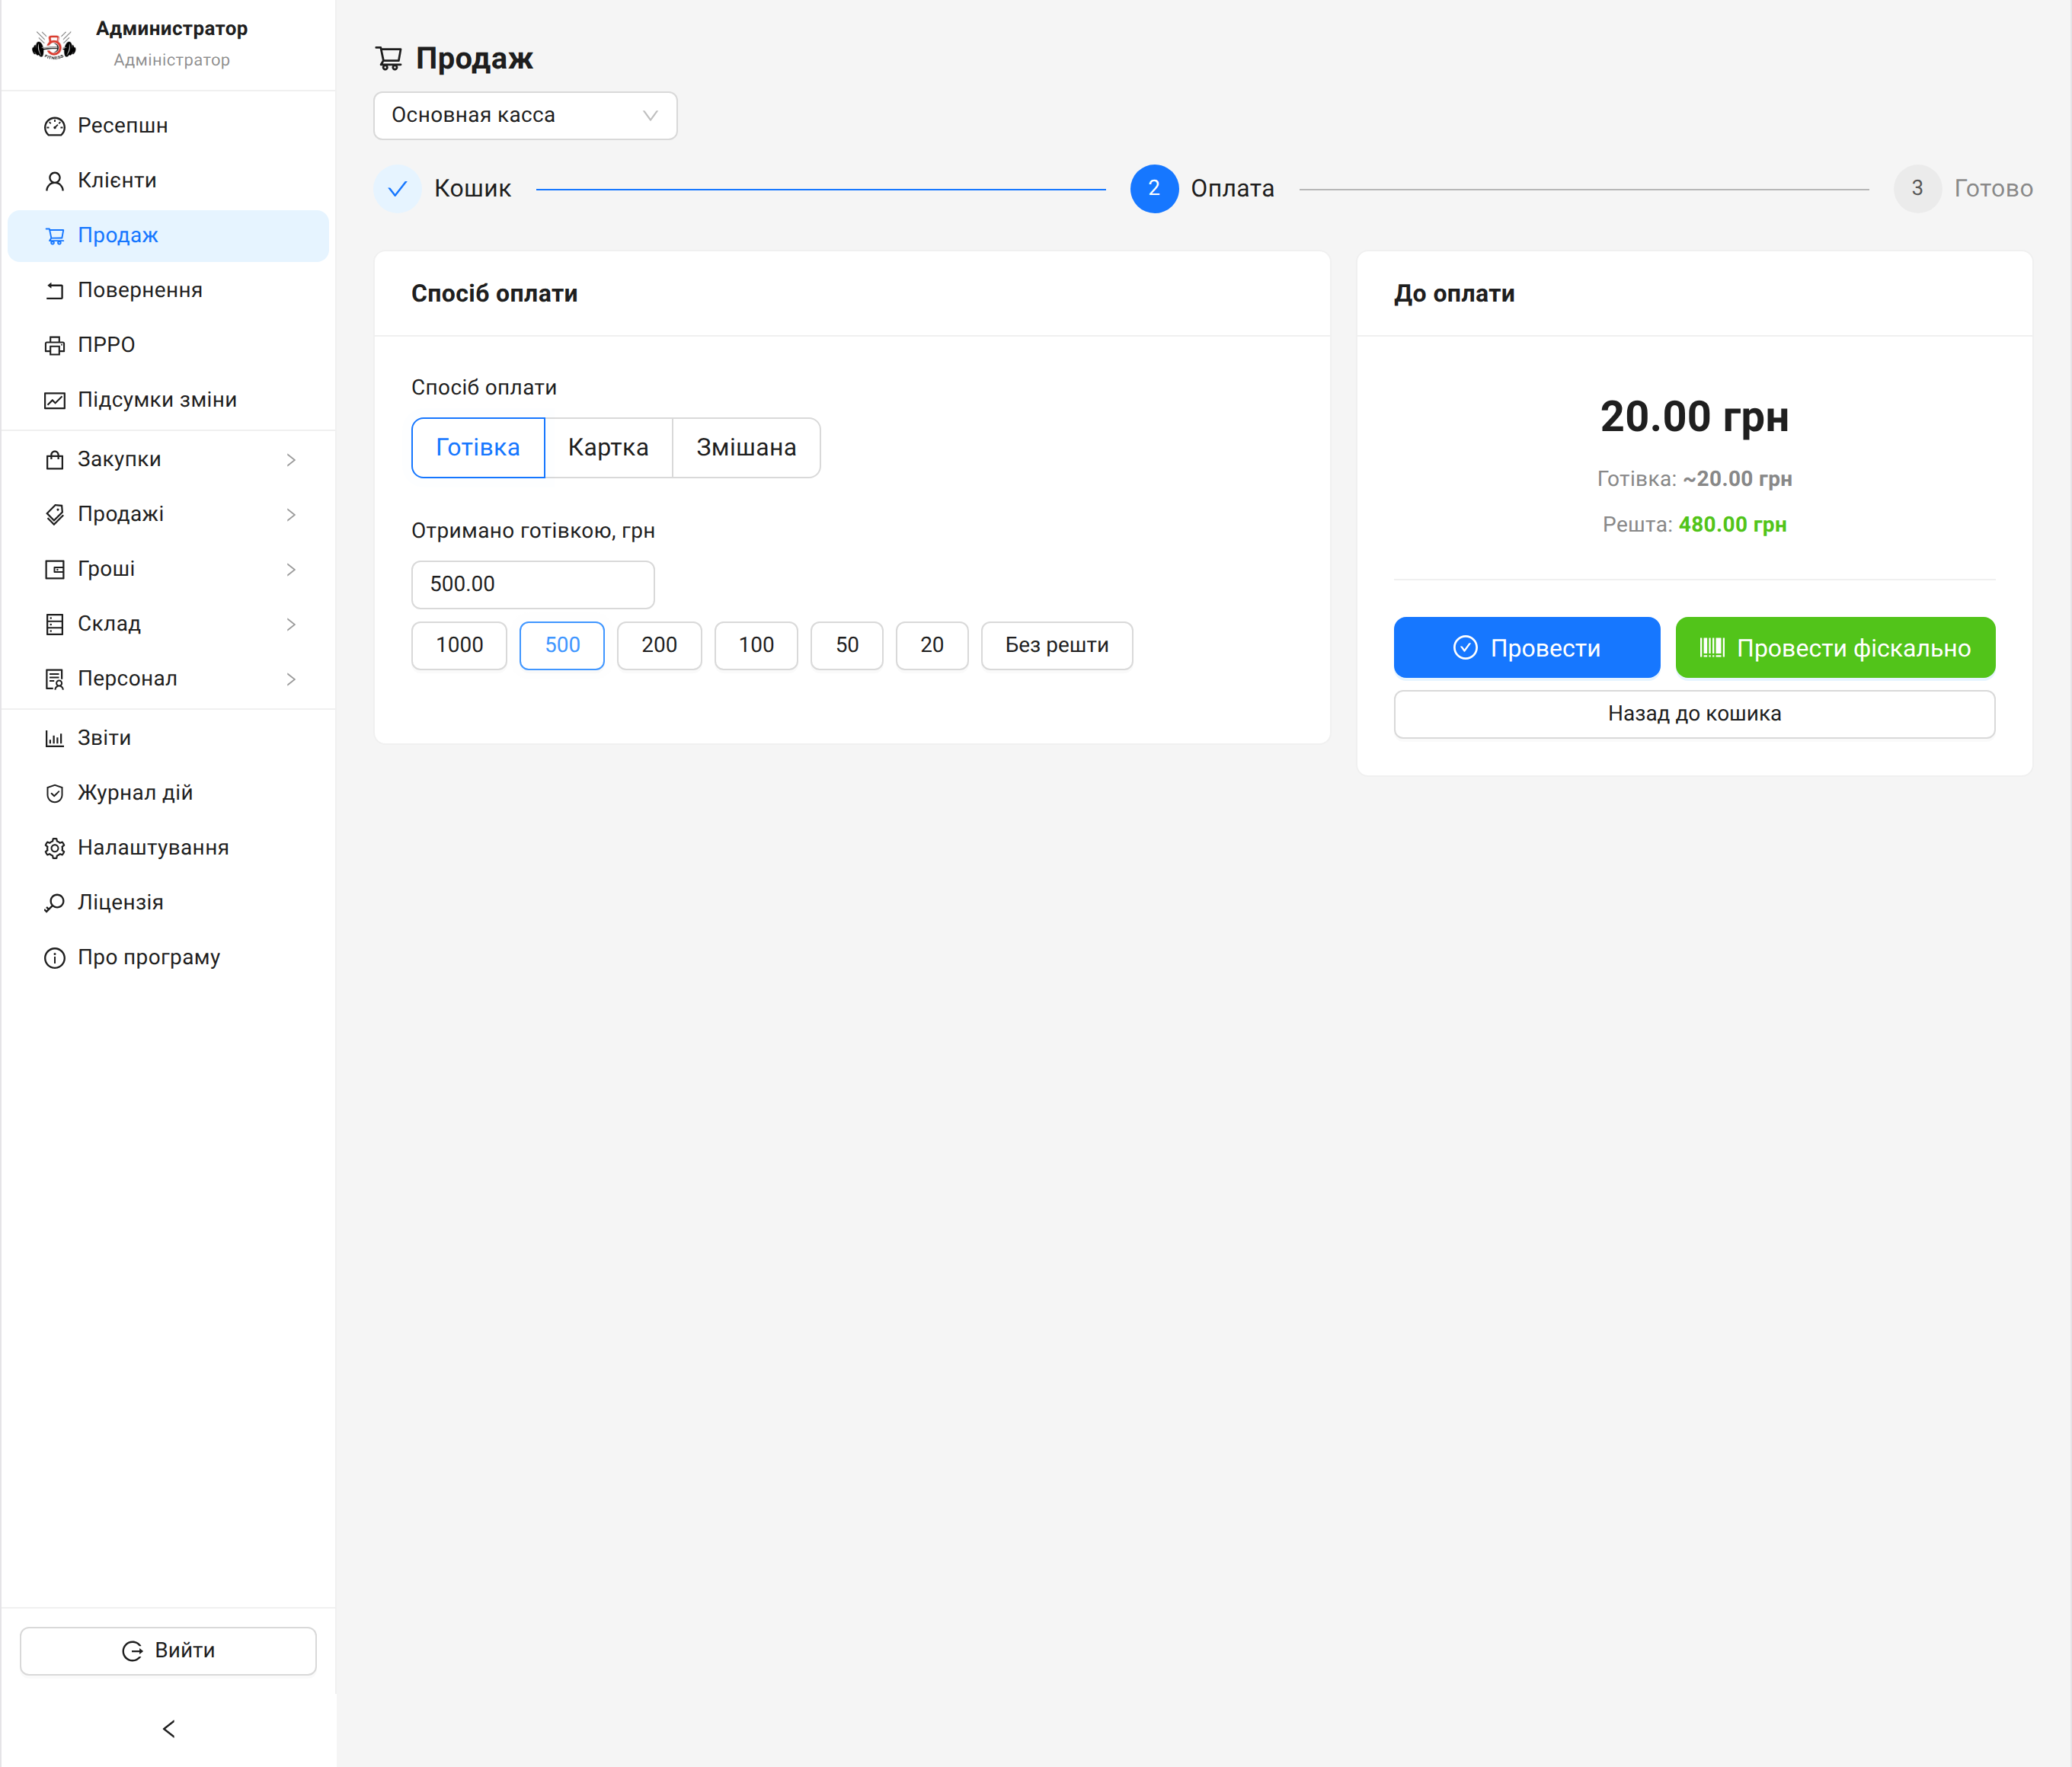 Администратор
Адміністратор
Ресепшн
Клієнти
Продаж
Повернення
ПРРО
Підсумки зміни
Закупки
Продажі
Гроші
Склад
Персонал
Звіти
Журнал дій
Налаштування
Ліцензія
Про програму
Вийти
Продаж
Основная касса
Кошик
2 Оплата
3 Готово
Спосіб оплати
Спосіб оплати
Готівка Картка Змішана
Отримано готівкою, грн
500.00
1000 500 200 100 50 20 Без решти
До оплати
20.00 грн
Готівка: ~20.00 грн
Решта: 480.00 грн
Провести Провести фіскально
Назад до кошика